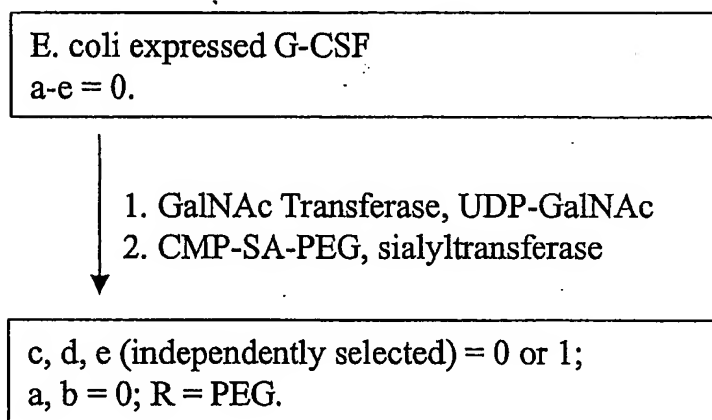 E. coli expressed G-CSF
a-e = 0.
1. GalNAc Transferase, UDP-GalNAc
2. CMP-SA-PEG, sialyltransferase
c, d, e (independently selected) = 0 or 1;
a, b = 0; R = PEG.